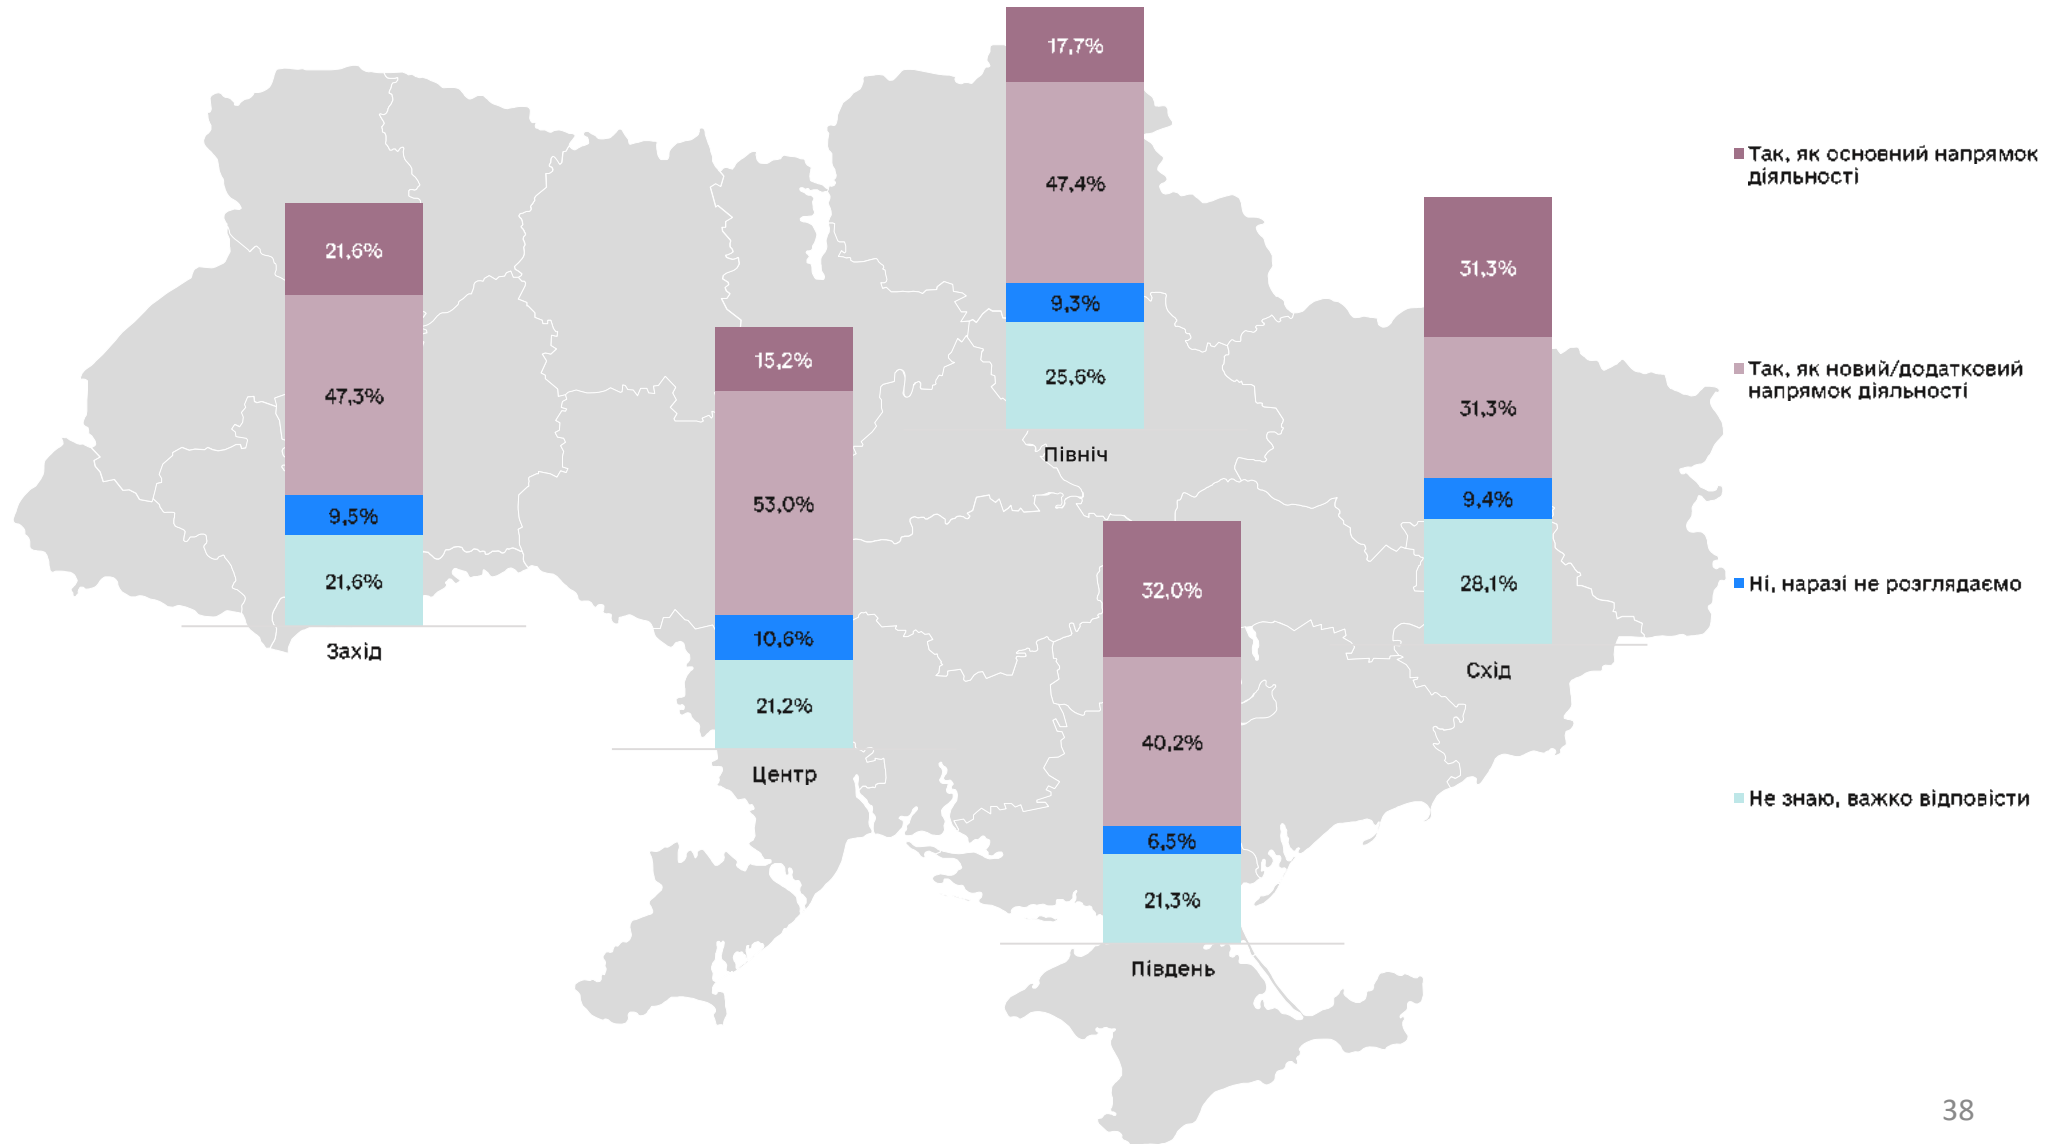 17,7%
47,4%
9,3%
25,6%
Північ
21,6%
47,3%
9,5%
21,6%
Захід
15,2%
53,0%
10,6%
21,2%
Центр
32,0%
40,2%
6,5%
21,3%
Південь
31,3%
31,3%
9,4%
28,1%
Схід
Так, як основний напрямок
діяльності
Так, як новий/додатковий
напрямок діяльності
Ні, наразі не розглядаємо
Не знаю, важко відповісти
38